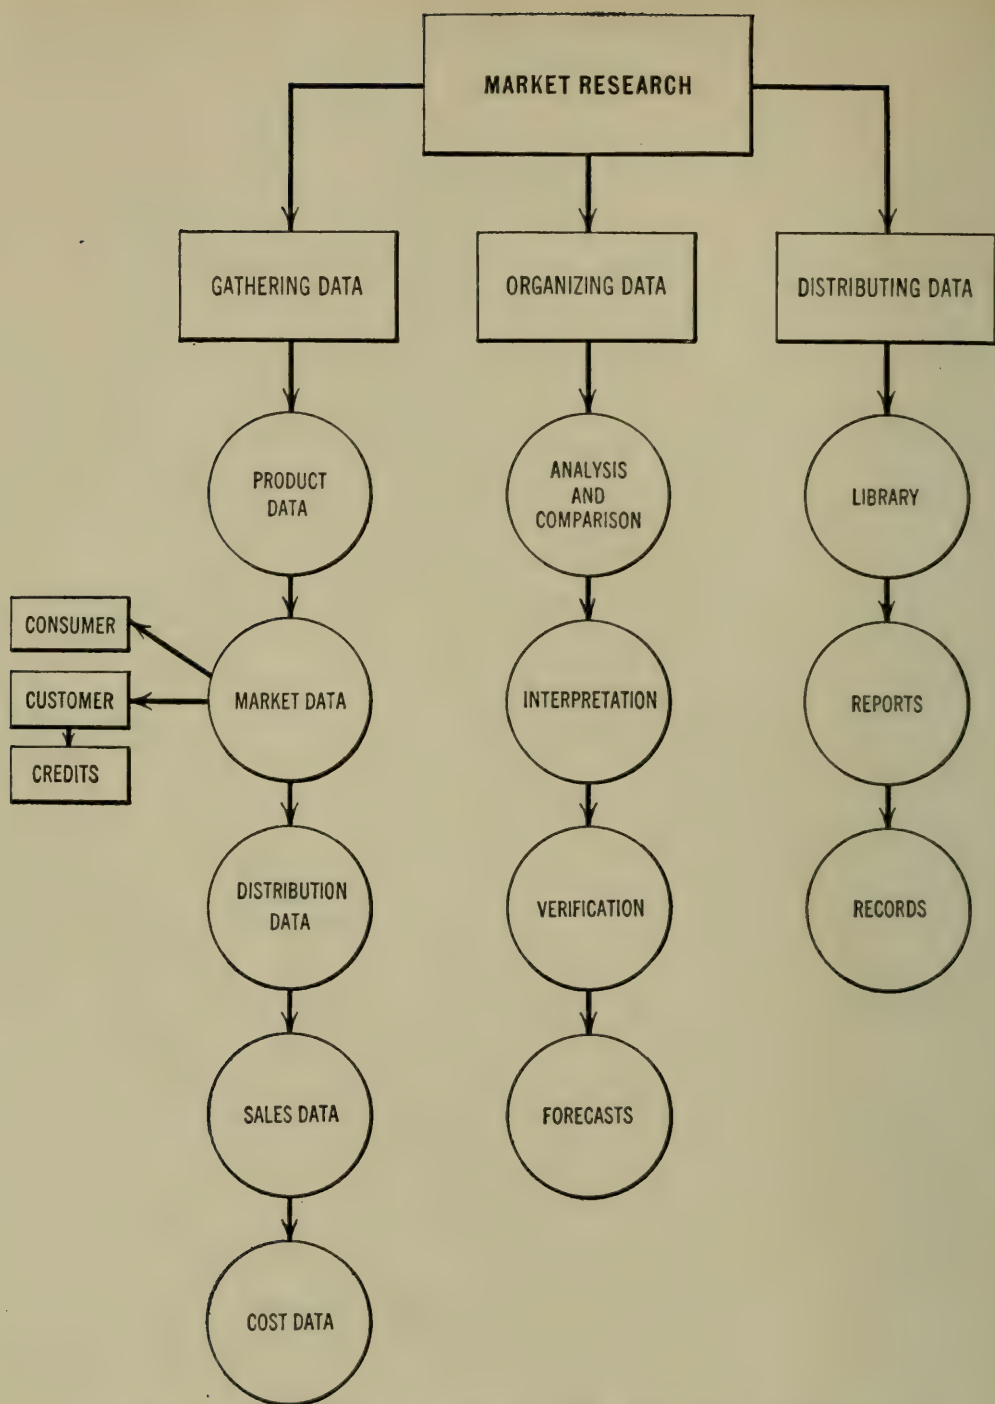 MARKET RESEARCH
GATHERING DATA
ORGANIZING DATA
DISTRIBUTING DATA
PRODUCT
DATA
ANALYSIS
AND
COMPARISON
LIBRARY
CONSUMER
CUSTOMER
CREDITS
MARKET DATA
INTERPRETATION
REPORTS
DISTRIBUTION
DATA
VERIFICATION
RECORDS
SALES DATA
FORECASTS
COST DATA